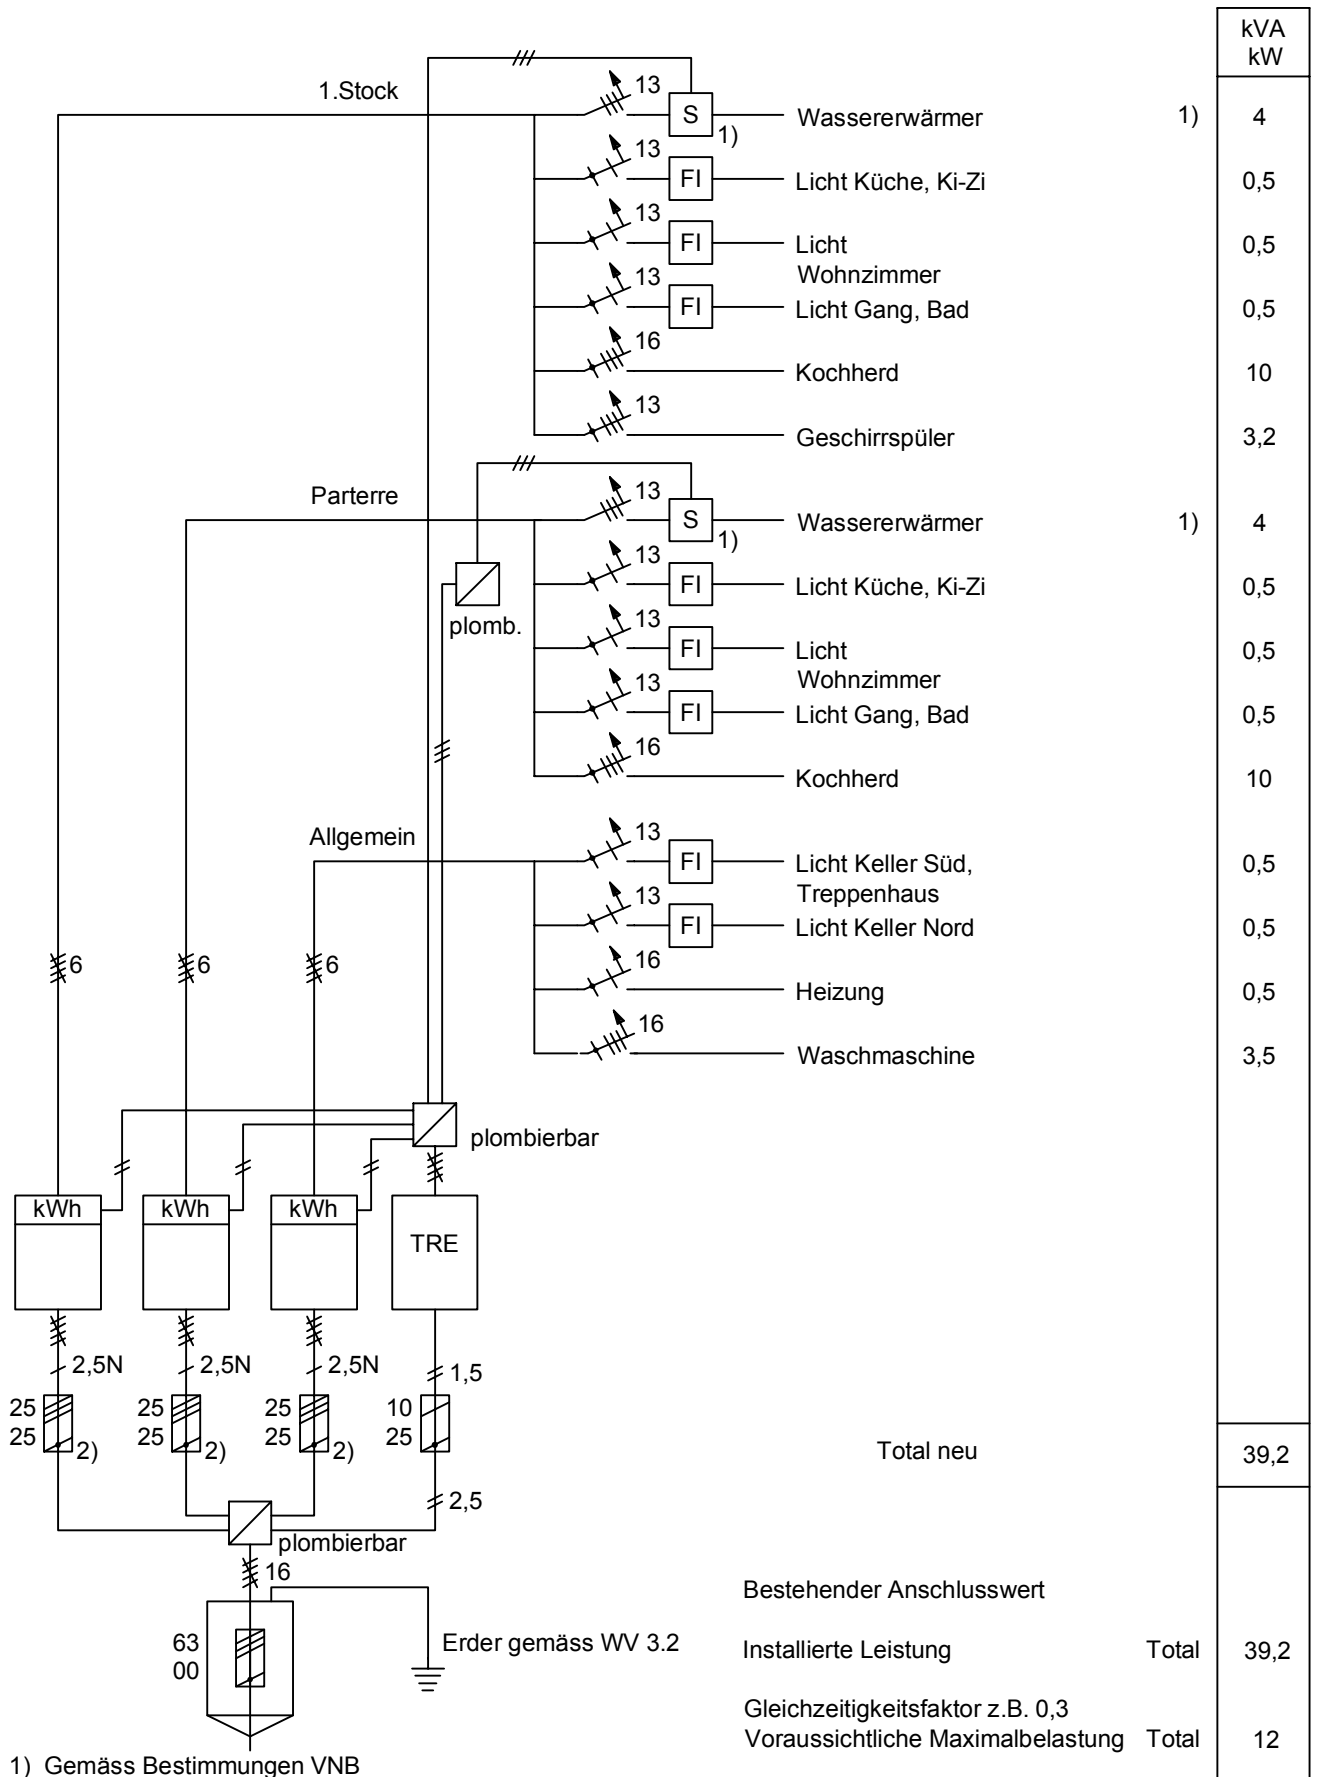 kVA
kW
1.Stock
13
S
1)
Wassererwärmer
1)
4
13
FI
Licht Küche, Ki-Zi
0,5
13
FI
Licht
Wohnzimmer
0,5
13
FI
Licht Gang, Bad
0,5
16
Kochherd
10
13
Geschirrspüler
3,2
Parterre
13
S
1)
Wassererwärmer
1)
4
plomb.
13
FI
Licht Küche, Ki-Zi
0,5
13
FI
Licht
Wohnzimmer
0,5
13
FI
Licht Gang, Bad
0,5
16
Kochherd
10
Allgemein
13
FI
Licht Keller Süd,
Treppenhaus
0,5
13
FI
Licht Keller Nord
0,5
6
6
6
16
Heizung
0,5
16
Waschmaschine
3,5
plombierbar
kWh
kWh
kWh
TRE
2,5N
2,5N
2,5N
1,5
25
25
2)
25
25
2)
25
25
2)
10
25
Total neu
39,2
2,5
plombierbar
16
Bestehender Anschlusswert
63
00
Erder gemäss WV 3.2
Installierte Leistung Total 39,2
Gleichzeitigkeitsfaktor z.B. 0,3
Voraussichtliche Maximalbelastung Total 12
1) Gemäss Bestimmungen VNB